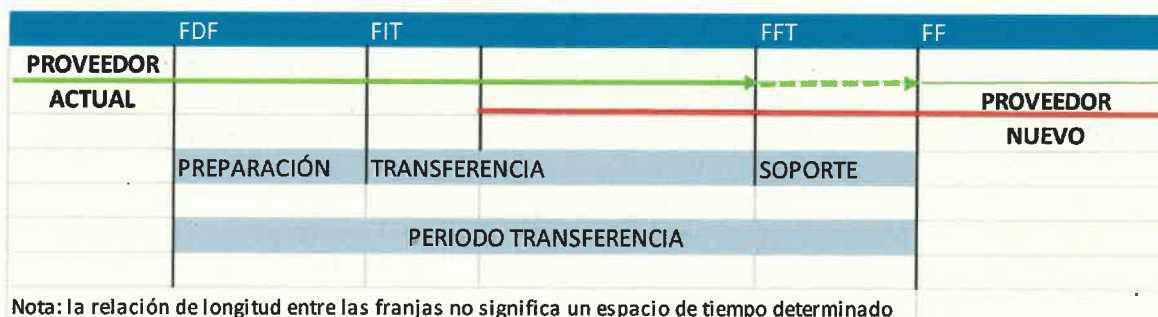 FDF FIT FFT FF
PROVEEDOR
ACTUAL
PROVEEDOR
NUEVO
PREPARACIÓN TRANSFERENCIA SOPORTE
PERIODO TRANSFERENCIA
Nota: la relación de longitud entre las franjas no significa un espacio de tiempo determinado